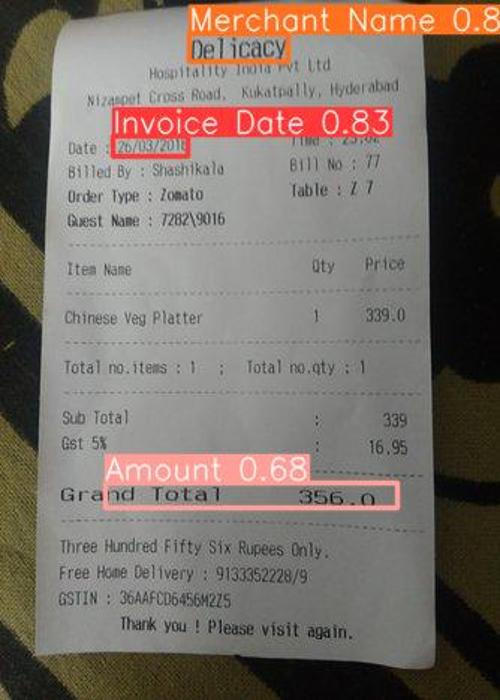 Merchant Name 0.8
Delicacy
Hospitality India Pvt Ltd
Nizampet Cross Road, Kukatpally, Hyderabad
Invoice Date 0.83
Date : 26/03/201
Billed By : Shashikala
Bill No : 77
Order Type : Zomato
Table : Z 7
Guest Name : 7282\9016
Item Name Qty Price
Chinese Veg Platter 1 339.0
Total no.items : 1 ; Total no.qty : 1
Sub Total : 339
Gst 5% : 16.95
Amount 0.68
Grand Total 356.0
Three Hundred Fifty Six Rupees Only.
Free Home Delivery : 9133352228/9
GSTIN : 36AAFCD6456M2Z5
Thank you ! Please visit again.